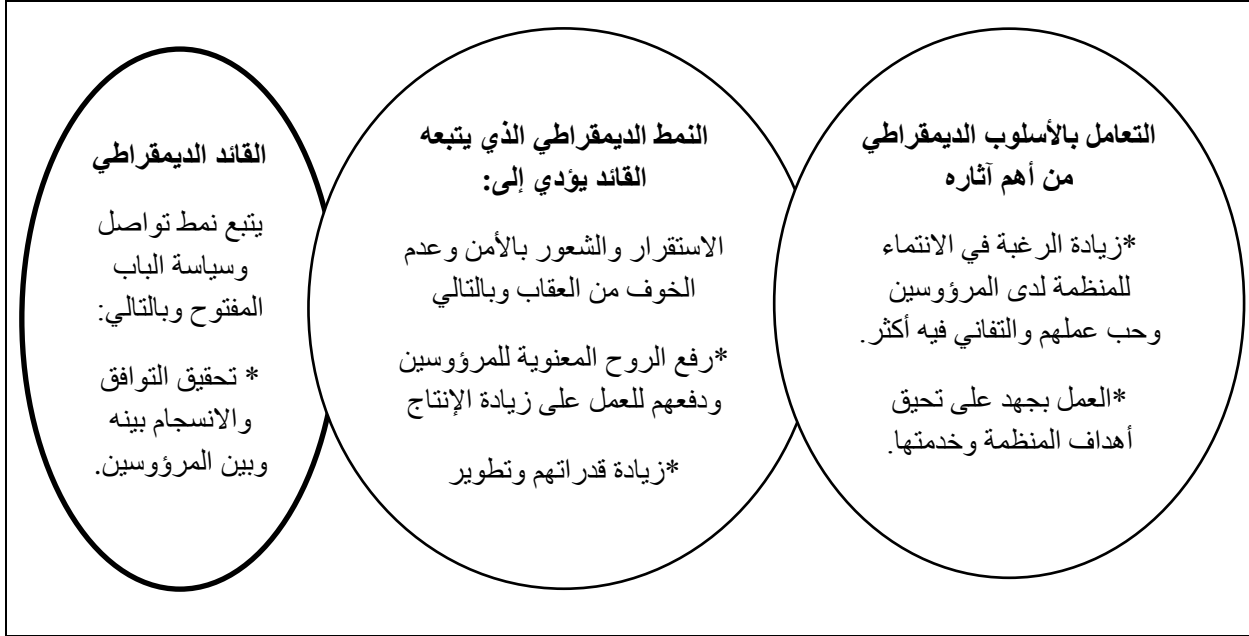 التعامل بالأسلوب الديمقراطي
من أهم آثاره
*زيادة الرغبة في الانتماء
للمنظمة لدى المرؤوسين
وحب عملهم والتفاني فيه أكثر.
*العمل بجهد على تحيق
أهداف المنظمة وخدمتها.
النمط الديمقراطي الذي يتبعه
القائد يؤدي إلى:
الاستقرار والشعور بالأمن وعدم
الخوف من العقاب وبالتالي
*رفع الروح المعنوية للمرؤوسين
ودفعهم للعمل على زيادة الإنتاج
*زيادة قدراتهم وتطوير
القائد الديمقراطي
يتبع نمط تواصل
وسياسة الباب
المفتوح وبالتالي:
* تحقيق التوافق
والانسجام بينه
وبين المرؤوسين.